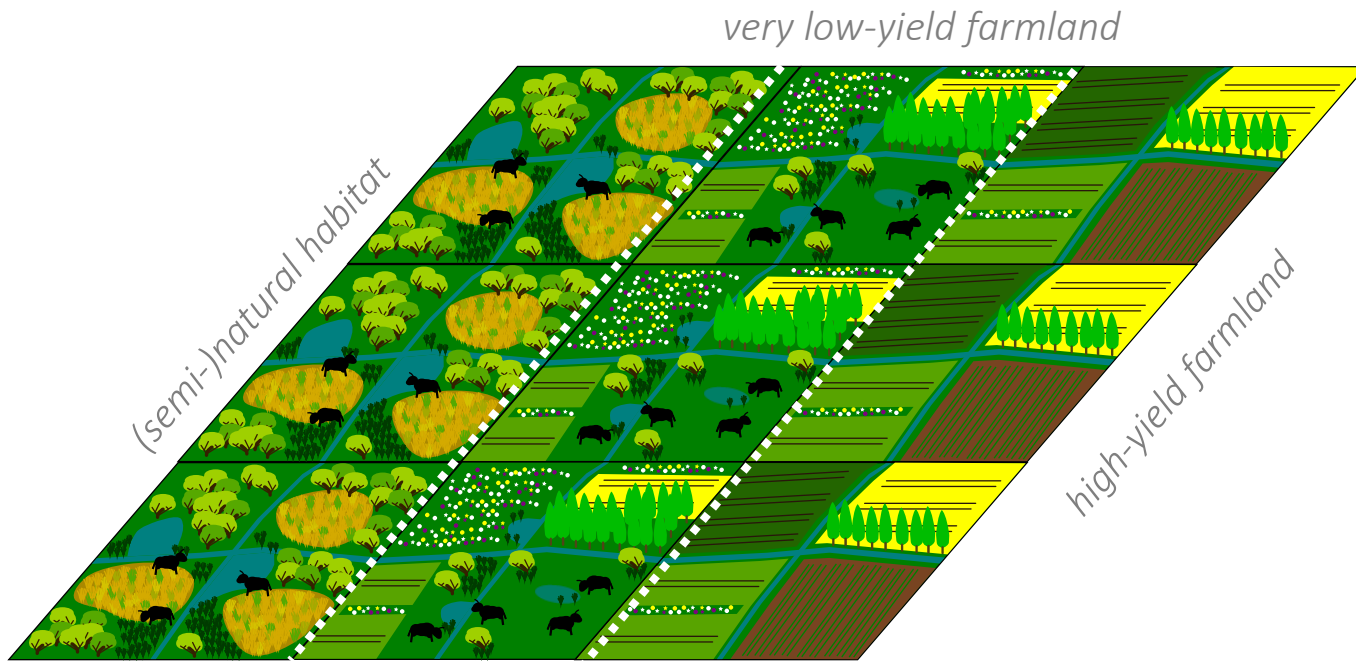 very low-yield farmland
(semi-)natural habitat
high-yield farmland